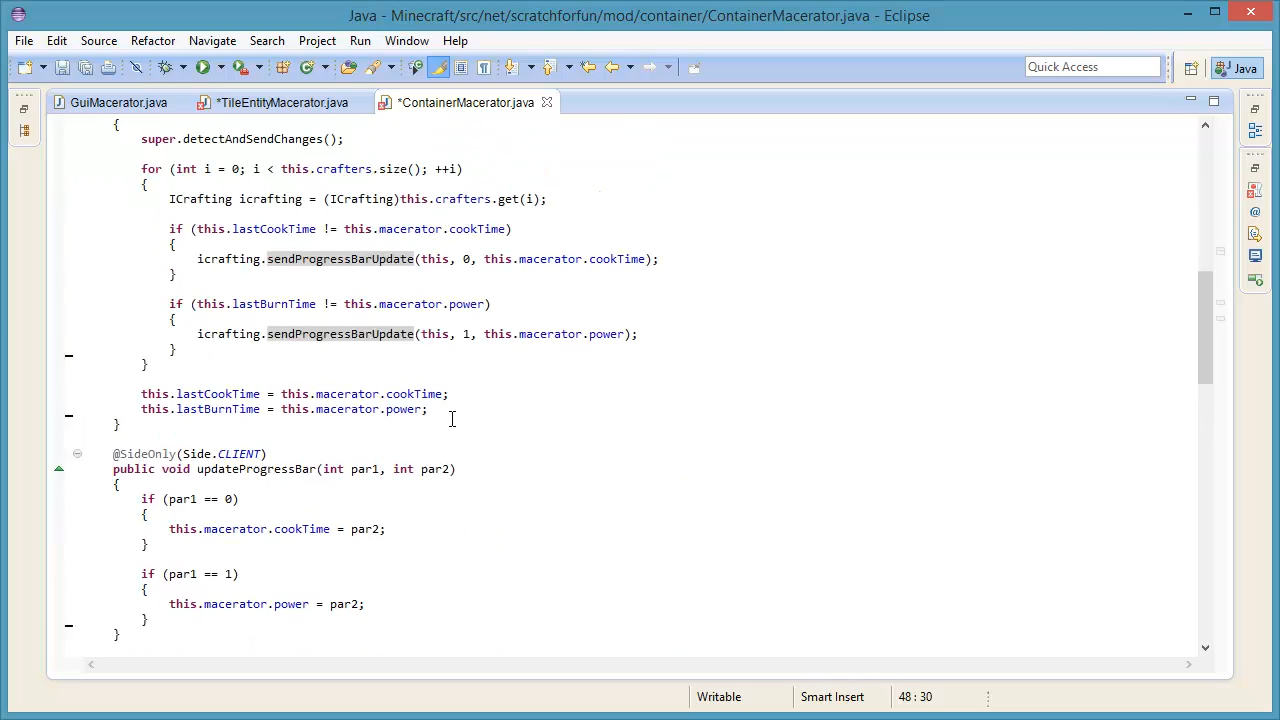 Java - Minecraft/src/net/scratchforfun/mod/container/ContainerMacerator.java - Eclipse
File Edit Source Refactor Navigate Search Project Run Window Help
Quick Access
Java
GuiMacerator.java
*TileEntityMacerator.java
*ContainerMacerator.java
{
super.detectAndSendChanges();
for (int i = 0; i < this.crafters.size(); ++i)
{
ICrafting icrafting = (ICrafting)this.crafters.get(i);
if (this.lastCookTime != this.macerator.cookTime)
{
icrafting.sendProgressBarUpdate(this, 0, this.macerator.cookTime);
}
if (this.lastBurnTime != this.macerator.power)
{
icrafting.sendProgressBarUpdate(this, 1, this.macerator.power);
}
}
this.lastCookTime = this.macerator.cookTime;
this.lastBurnTime = this.macerator.power;
}
@SideOnly(Side.CLIENT)
public void updateProgressBar(int par1, int par2)
{
if (par1 == 0)
{
this.macerator.cookTime = par2;
}
if (par1 == 1)
{
this.macerator.power = par2;
}
}
Writable
Smart Insert
48 : 30